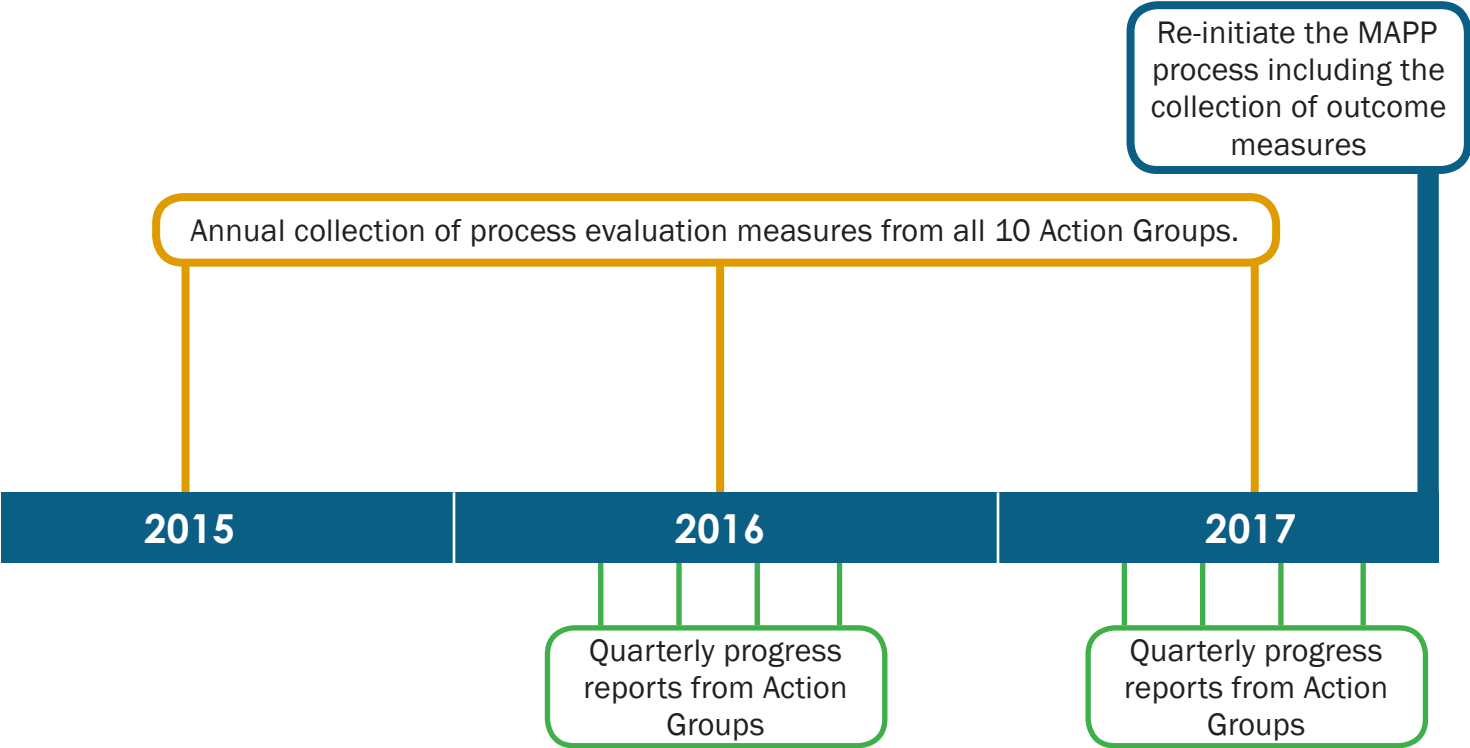 Re-initiate the MAPP
process including the
collection of outcome
measures
Annual collection of process evaluation measures from all 10 Action Groups.
2015
2016
2017
Quarterly progress
reports from Action
Groups
Quarterly progress
reports from Action
Groups